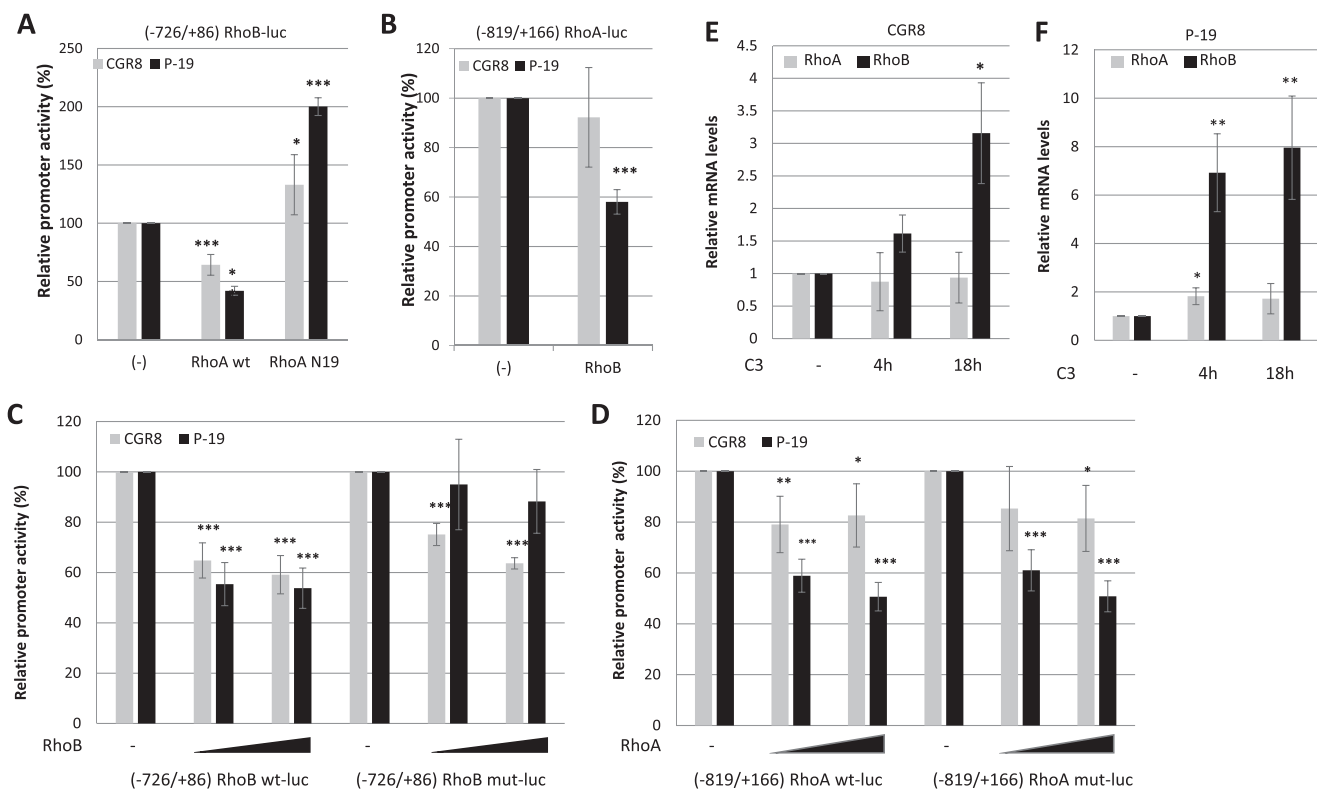 A
(-726/+86) RhoB-luc
Relative promoter activity (%)
250
200
150
100
50
0
CGR8 P-19
***
*
*
***
(-) RhoA wt RhoA N19
B
(-819/+166) RhoA-luc
Relative promoter activity (%)
120
100
80
60
40
20
0
CGR8 P-19
***
(-) RhoB
E
CGR8
Relative mRNA levels
4.5
4
3.5
3
2.5
2
1.5
1
0.5
0
RhoA RhoB
*
C3 - 4h 18h
F
P-19
Relative mRNA levels
12
10
8
6
4
2
0
RhoA RhoB
*
**
**
C3 - 4h 18h
C
Relative promoter activity (%)
120
100
80
60
40
20
0
CGR8 P-19
***
***
***
***
***
***
RhoB - -
(-726/+86) RhoB wt-luc (-726/+86) RhoB mut-luc
D
Relative promoter activity (%)
120
100
80
60
40
20
0
CGR8 P-19
**
***
*
***
***
*
***
RhoA - -
(-819/+166) RhoA wt-luc (-819/+166) RhoA mut-luc